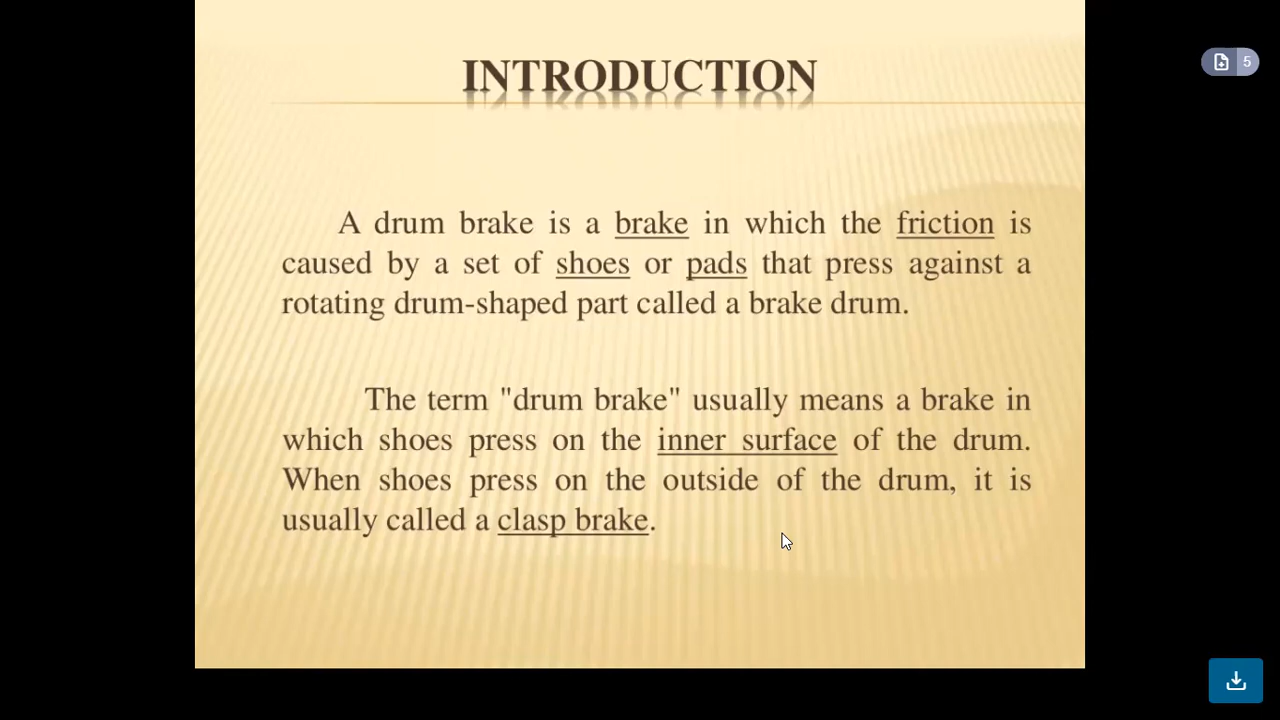 INTRODUCTION
5
A drum brake is a brake in which the friction is
caused by a set of shoes or pads that press against a
rotating drum-shaped part called a brake drum.
The term "drum brake" usually means a brake in
which shoes press on the inner surface of the drum.
When shoes press on the outside of the drum, it is
usually called a clasp brake.